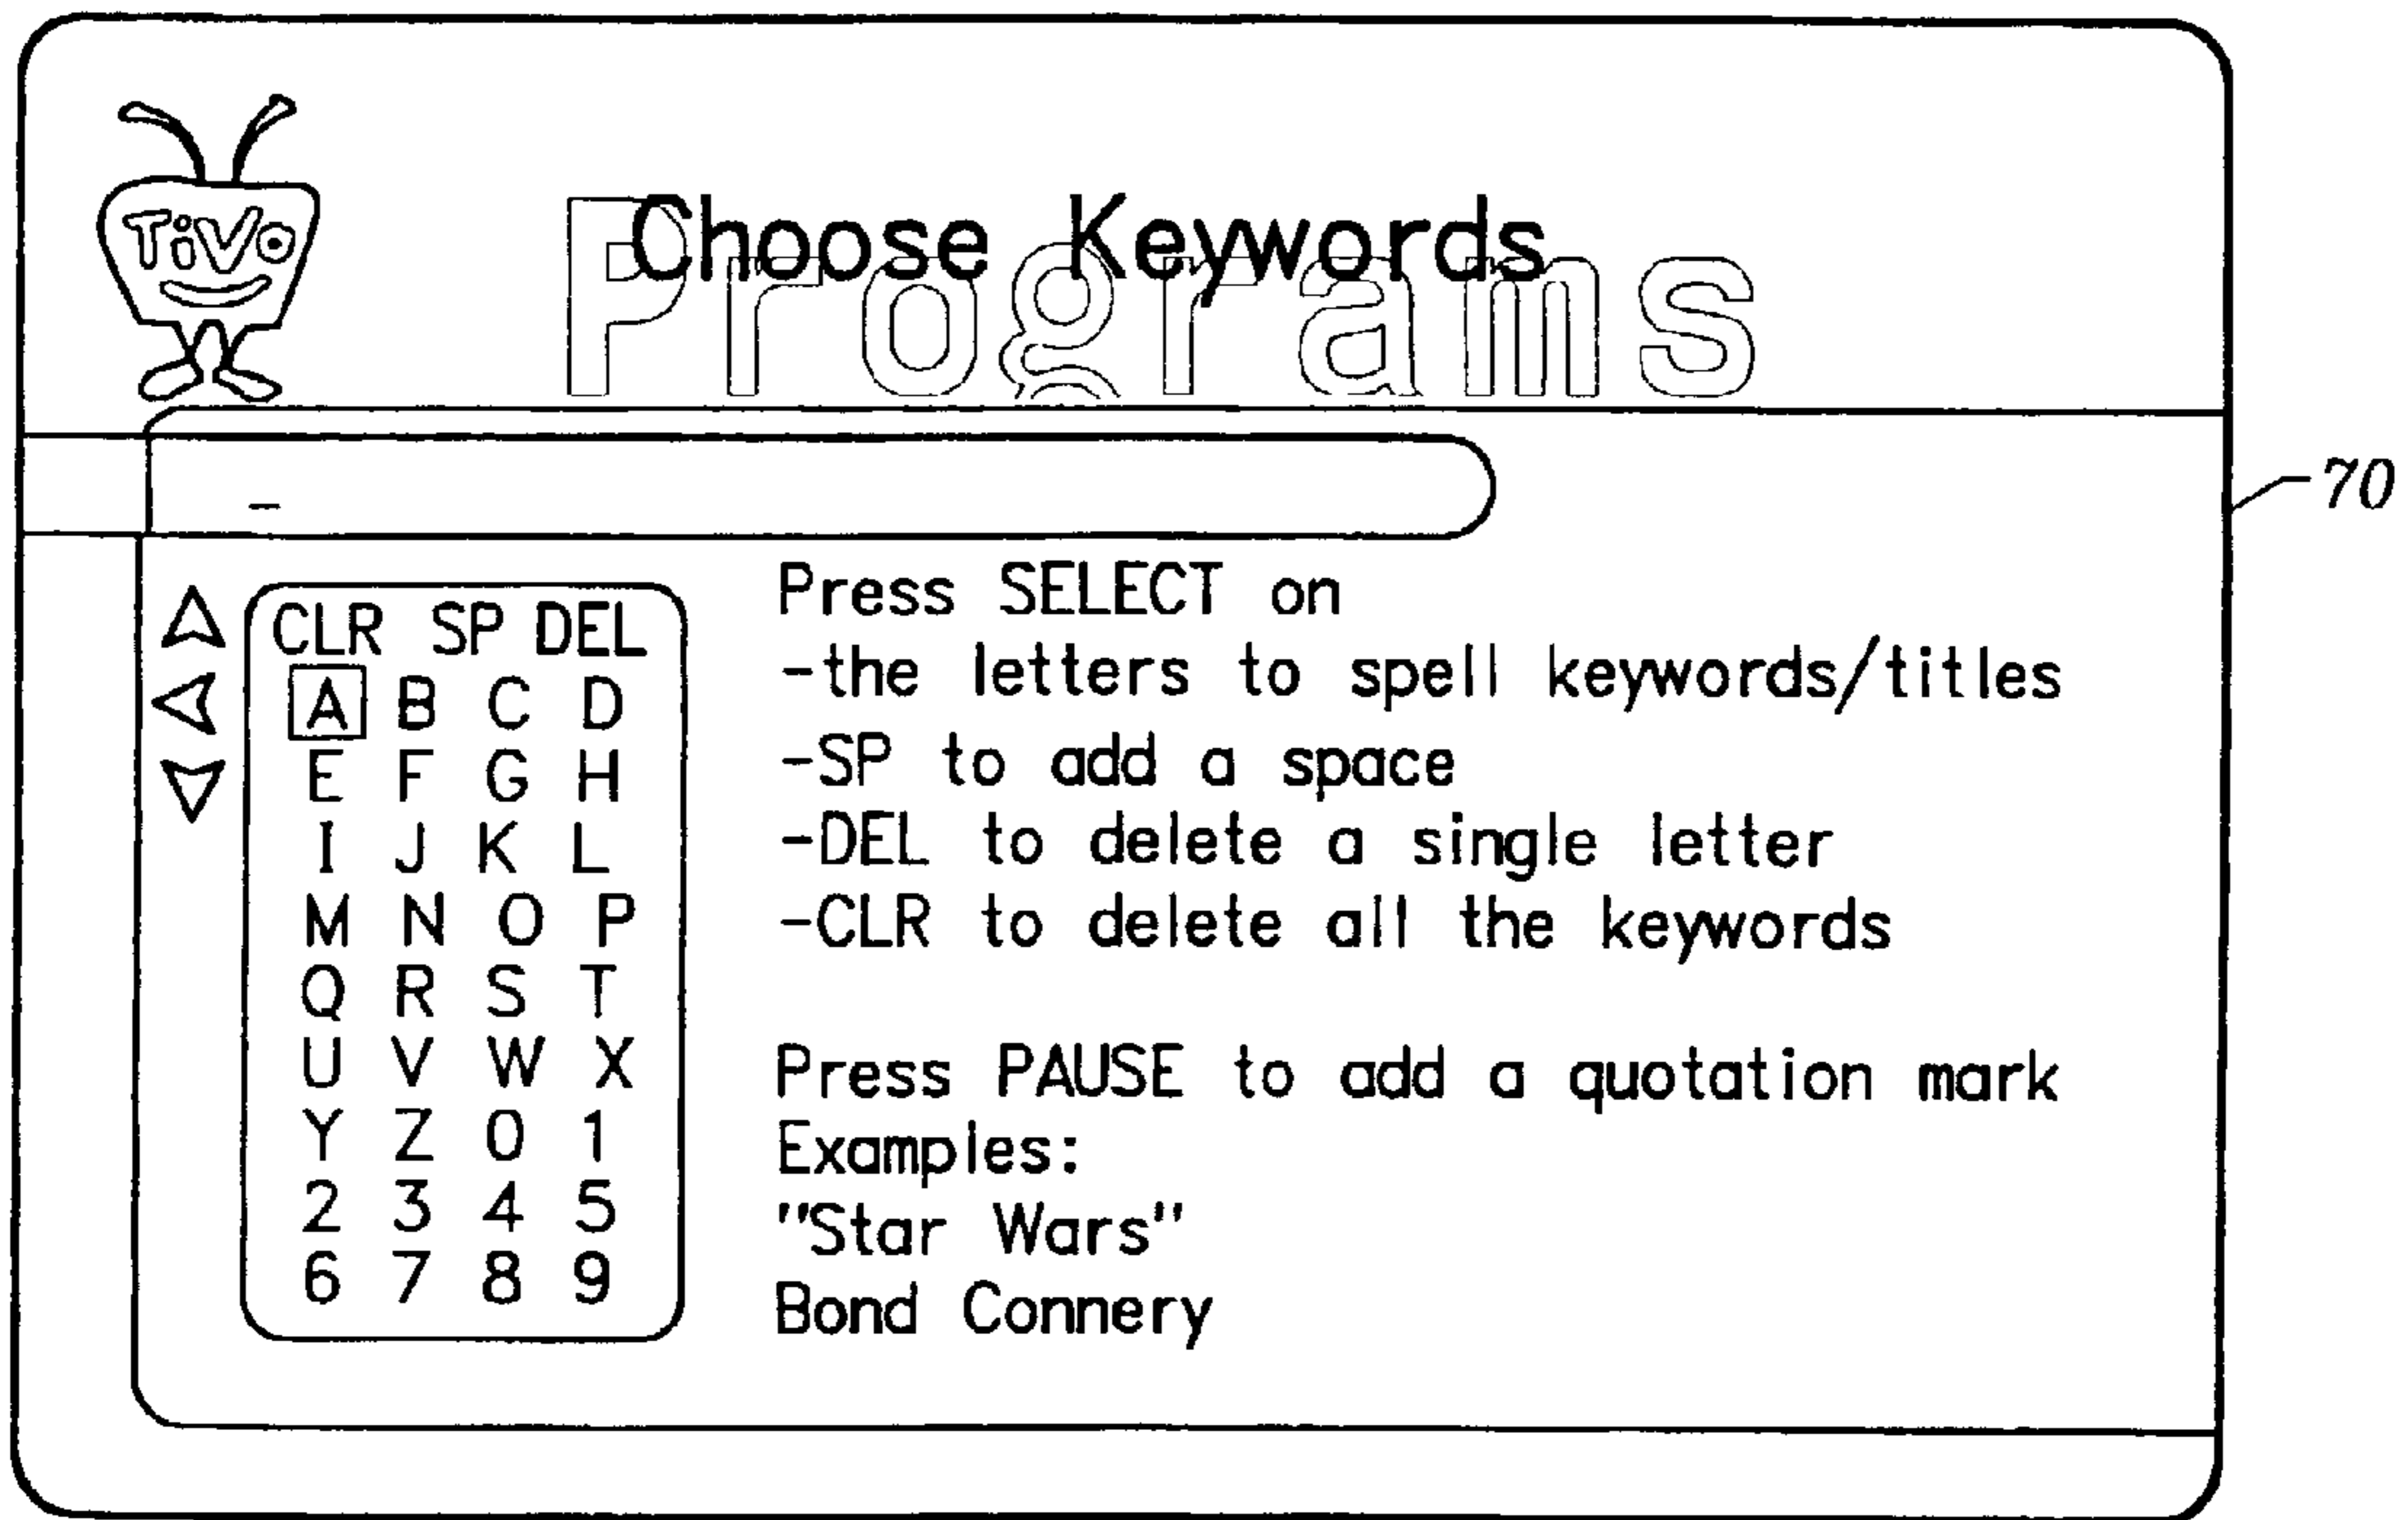 TiVo
Choose Keywords
Programs
70
CLR SP DEL
A B C D
E F G H
I J K L
M N O P
Q R S T
U V W X
Y Z 0 1
2 3 4 5
6 7 8 9
Press SELECT on
-the letters to spell keywords/titles
-SP to add a space
-DEL to delete a single letter
-CLR to delete all the keywords
Press PAUSE to add a quotation mark
Examples:
"Star Wars"
Bond Connery